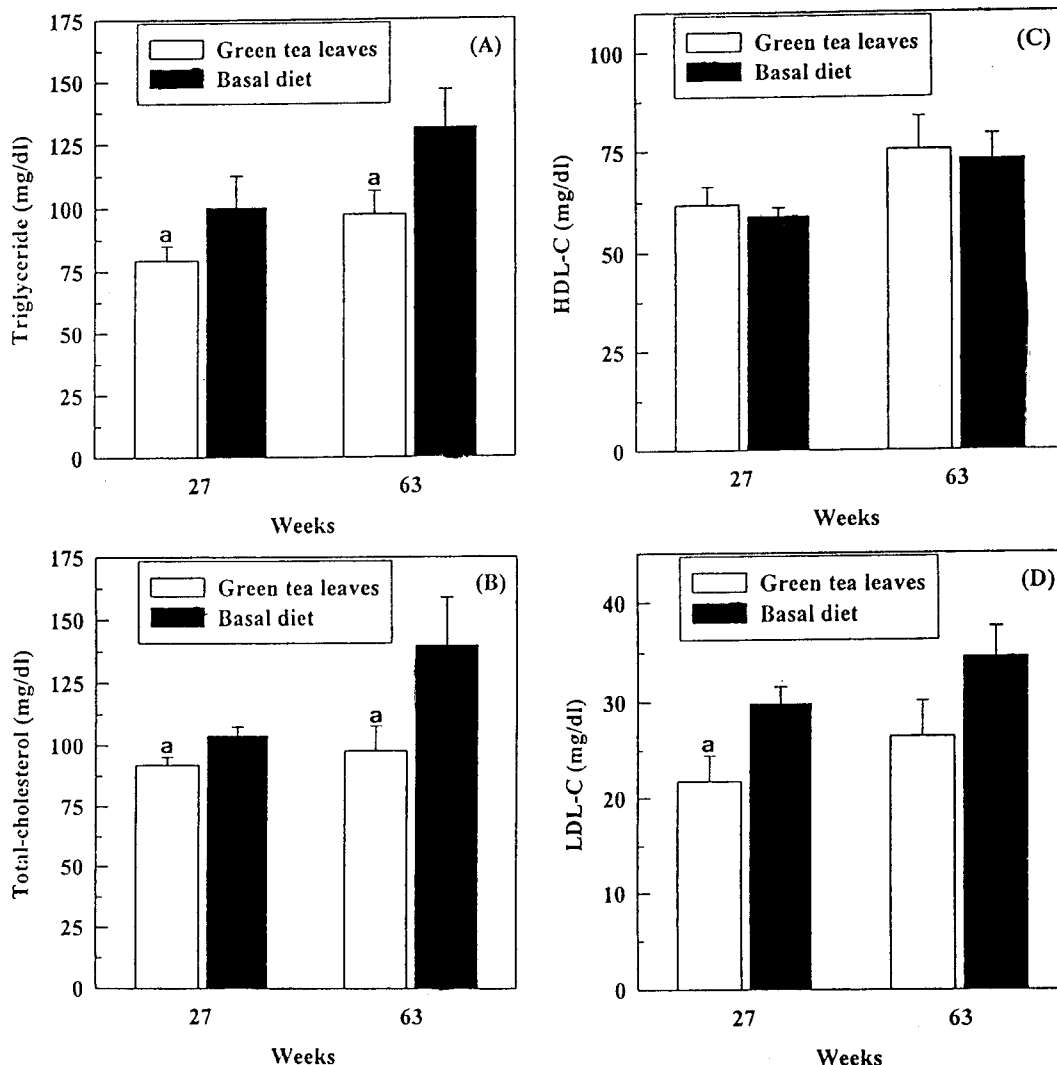 Green tea leaves
Basal diet
(A)
Triglyceride (mg/dl)
175
150
125
100
75
50
25
0
a
a
27
63
Weeks
Green tea leaves
Basal diet
(C)
HDL-C (mg/dl)
100
75
50
25
0
27
63
Weeks
Green tea leaves
Basal diet
(B)
Total-cholesterol (mg/dl)
175
150
125
100
75
50
25
0
a
a
27
63
Weeks
Green tea leaves
Basal diet
(D)
LDL-C (mg/dl)
40
30
20
10
0
a
27
63
Weeks